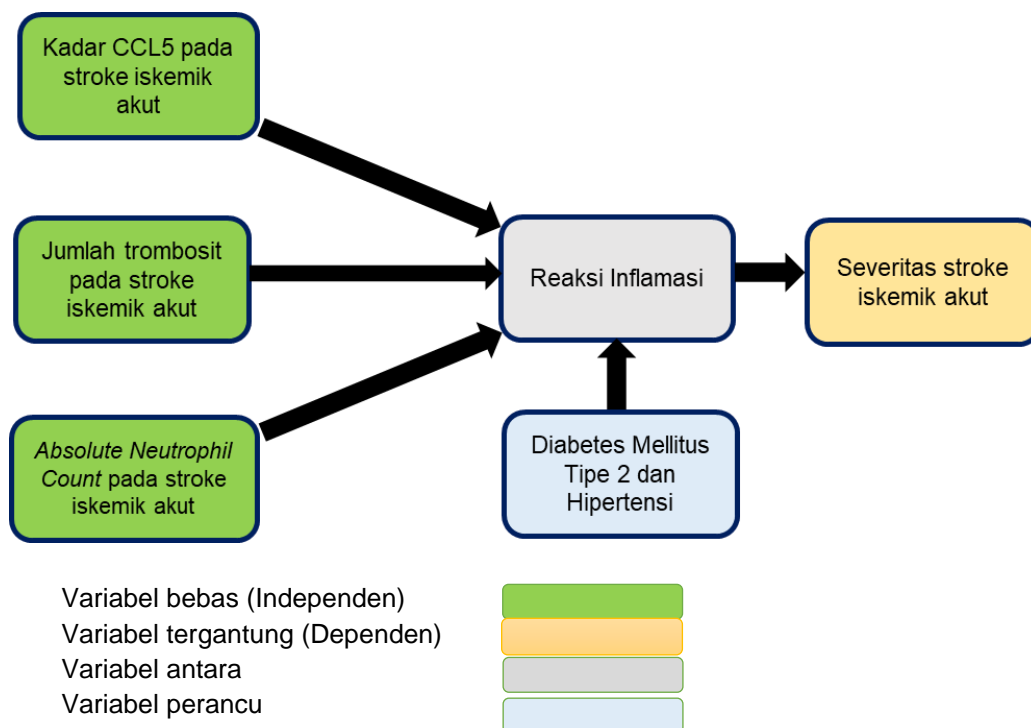 Kadar CCL5 pada
stroke iskemik
akut
Jumlah trombosit
pada stroke
iskemik akut
Absolute Neutrophil
Count pada stroke
iskemik akut
Reaksi Inflamasi
Severitas stroke
iskemik akut
Diabetes Mellitus
Tipe 2 dan
Hipertensi
Variabel bebas (Independen)
Variabel tergantung (Dependen)
Variabel antara
Variabel perancu